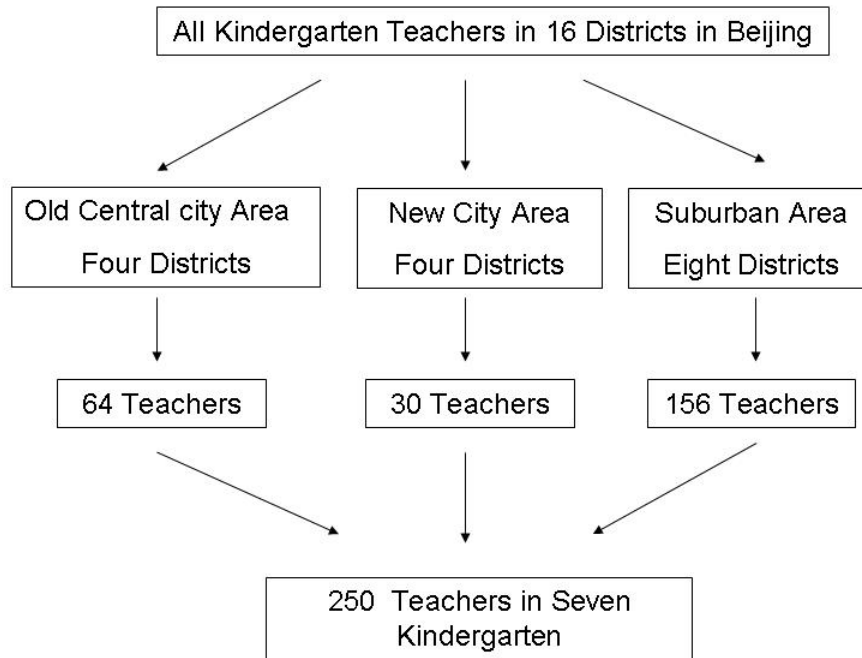 All Kindergarten Teachers in 16 Districts in Beijing
Old Central city Area
Four Districts
New City Area
Four Districts
Suburban Area
Eight Districts
64 Teachers
30 Teachers
156 Teachers
250 Teachers in Seven
Kindergarten